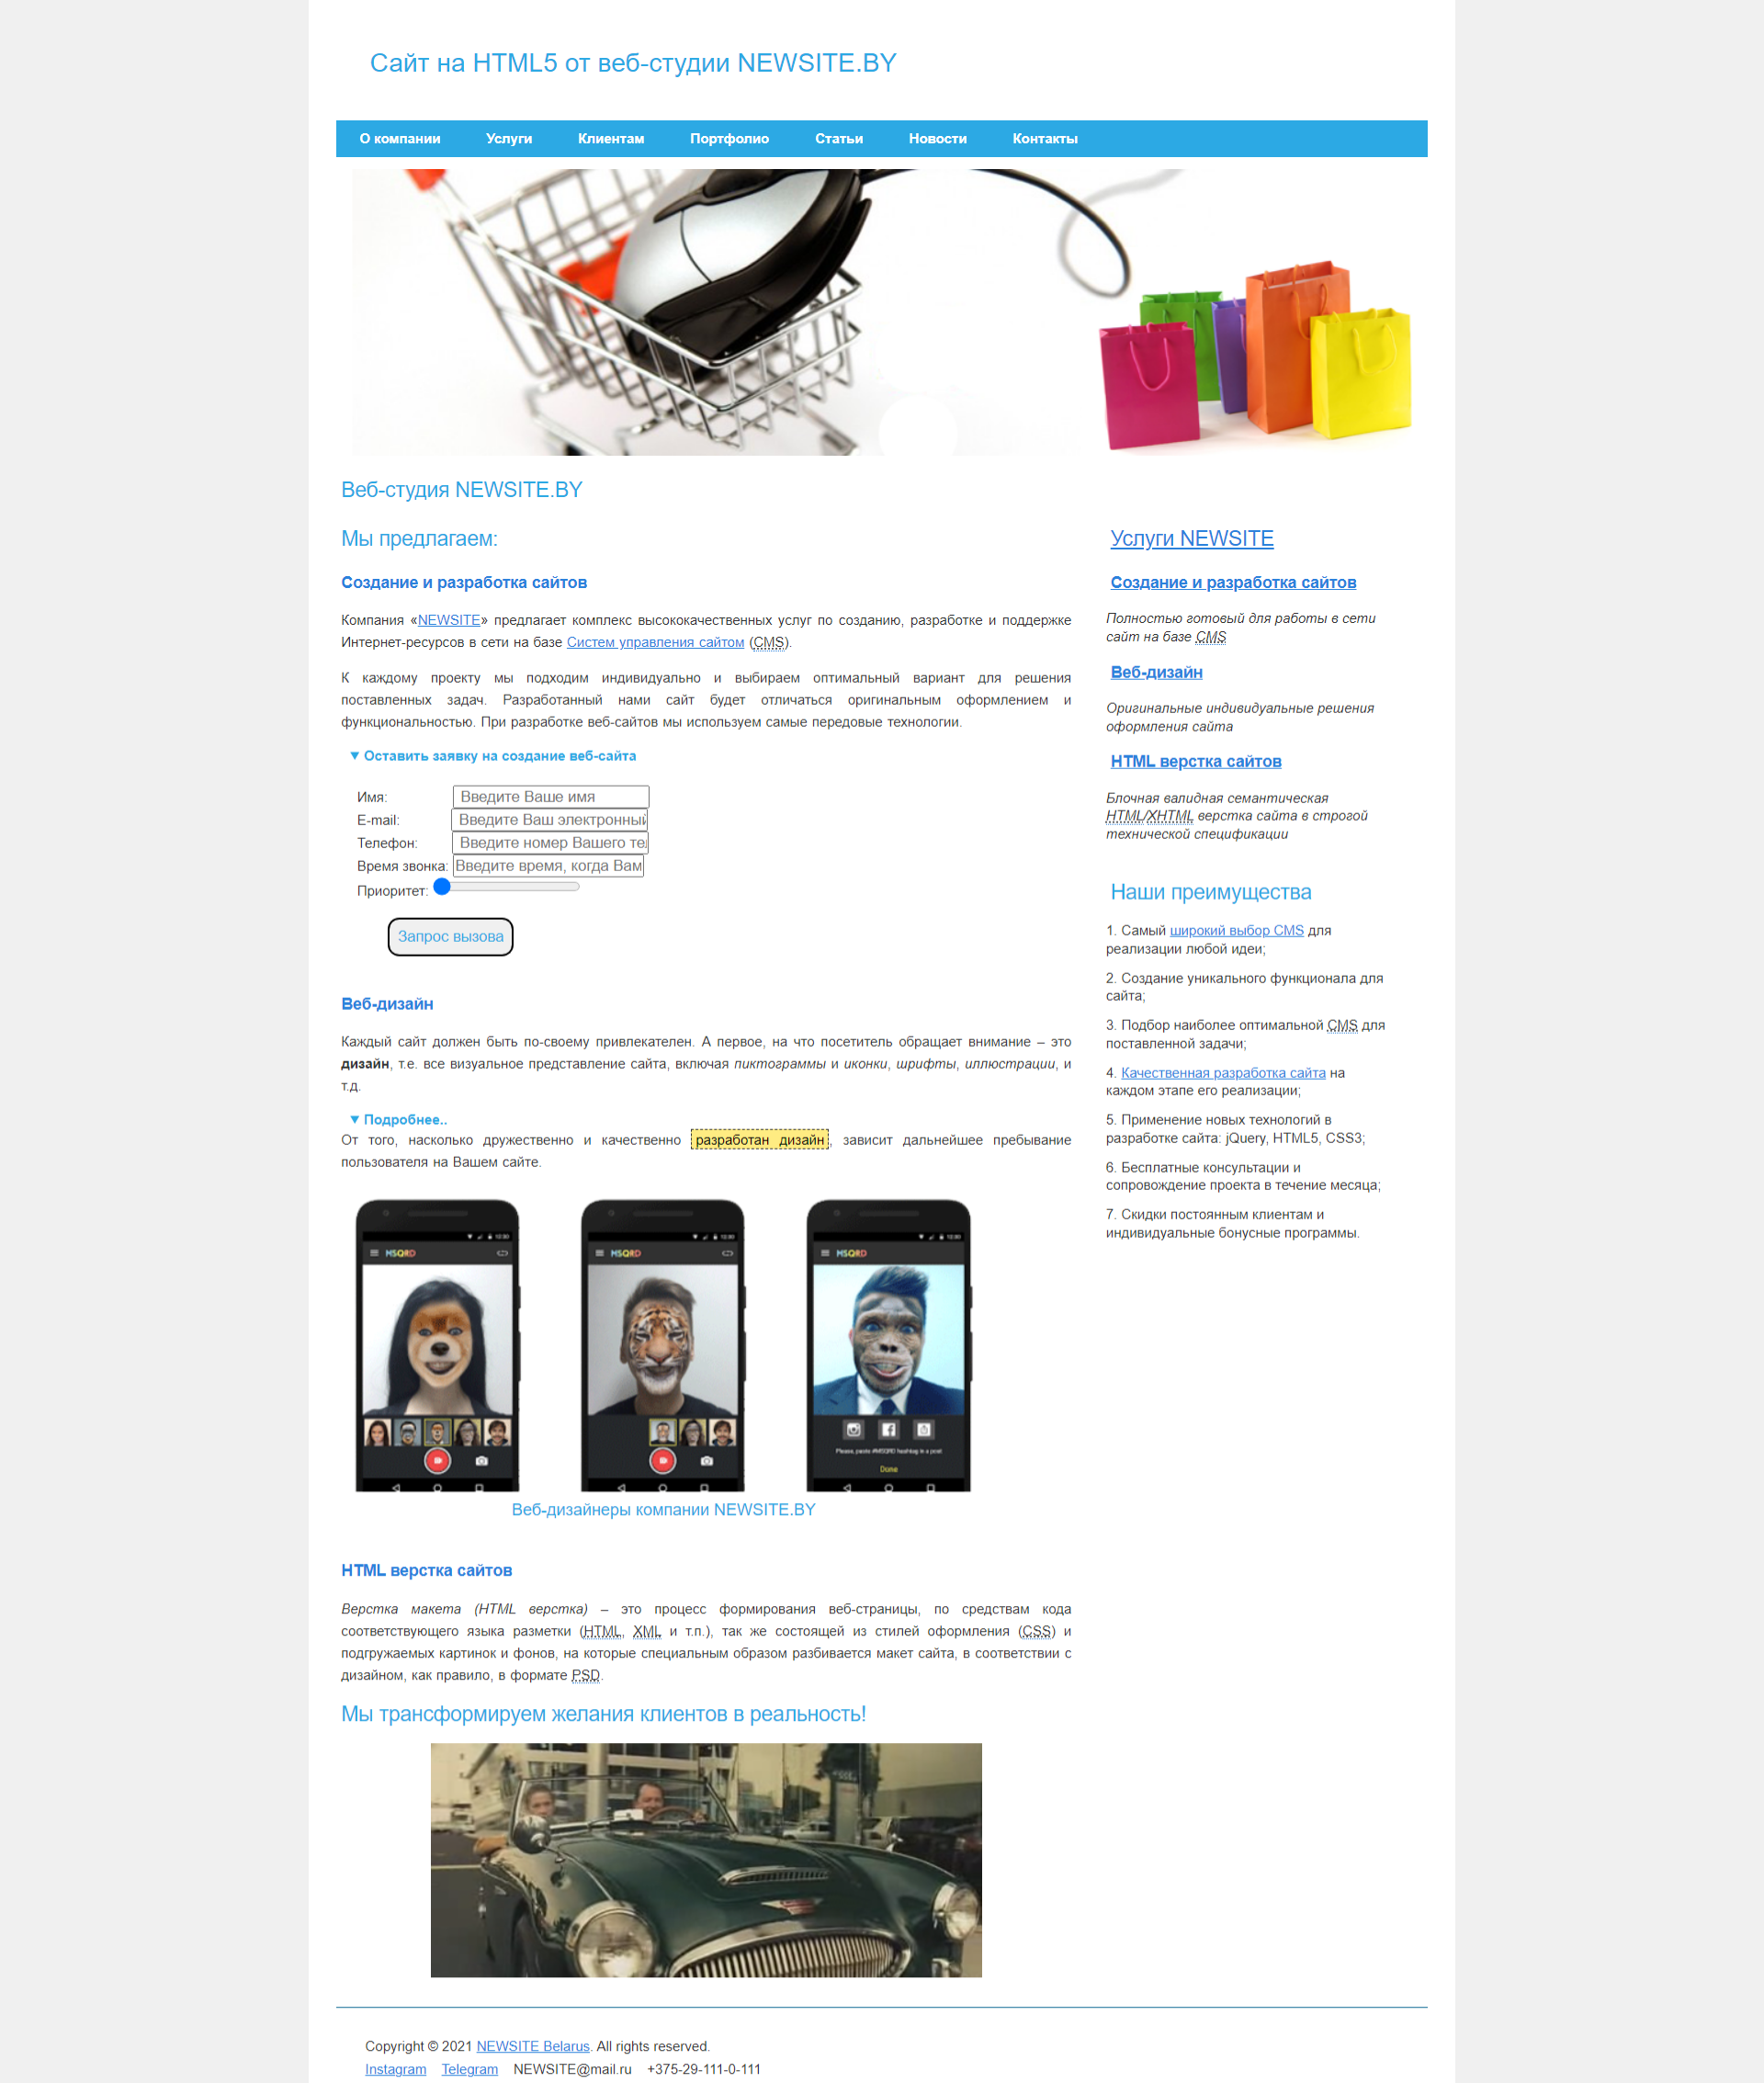 Сайт на HTML5 от веб-студии NEWSITE.BY
О компании Услуги Клиентам Портфолио Статьи Новости Контакты
Веб-студия NEWSITE.BY
Мы предлагаем:
Создание и разработка сайтов
Компания «NEWSITE» предлагает комплекс высококачественных услуг по созданию, разработке и поддержке
Интернет-ресурсов в сети на базе Систем управления сайтом (CMS).
К каждому проекту мы подходим индивидуально и выбираем оптимальный вариант для решения
поставленных задач. Разработанный нами сайт будет отличаться оригинальным оформлением и
функциональностью. При разработке веб-сайтов мы используем самые передовые технологии.
▼ Оставить заявку на создание веб-сайта
Имя: Введите Ваше имя
E-mail: Введите Ваш электронный
Телефон: Введите номер Вашего тел
Время звонка: Введите время, когда Вам
Приоритет:
Запрос вызова
Веб-дизайн
Каждый сайт должен быть по-своему привлекателен. А первое, на что посетитель обращает внимание – это
дизайн, т.е. все визуальное представление сайта, включая пиктограммы и иконки, шрифты, иллюстрации, и
т.д.
▼ Подробнее..
От того, насколько дружественно и качественно разработан дизайн, зависит дальнейшее пребывание
пользователя на Вашем сайте.
12:30 12:30 12:30
MSQRD MSQRD MSQRD
Please, paste #MSQRD hashtag in a post
Done
Веб-дизайнеры компании NEWSITE.BY
HTML верстка сайтов
Верстка макета (HTML верстка) – это процесс формирования веб-страницы, по средствам кода
соответствующего языка разметки (HTML, XML и т.п.), так же состоящей из стилей оформления (CSS) и
подгружаемых картинок и фонов, на которые специальным образом разбивается макет сайта, в соответствии с
дизайном, как правило, в формате PSD.
Мы трансформируем желания клиентов в реальность!
Услуги NEWSITE
Создание и разработка сайтов
Полностью готовый для работы в сети
сайт на базе CMS
Веб-дизайн
Оригинальные индивидуальные решения
оформления сайта
HTML верстка сайтов
Блочная валидная семантическая
HTML/XHTML верстка сайта в строгой
технической спецификации
Наши преимущества
1. Самый широкий выбор CMS для
реализации любой идеи;
2. Создание уникального функционала для
сайта;
3. Подбор наиболее оптимальной CMS для
поставленной задачи;
4. Качественная разработка сайта на
каждом этапе его реализации;
5. Применение новых технологий в
разработке сайта: jQuery, HTML5, CSS3;
6. Бесплатные консультации и
сопровождение проекта в течение месяца;
7. Скидки постоянным клиентам и
индивидуальные бонусные программы.
Copyright © 2021 NEWSITE Belarus. All rights reserved.
Instagram Telegram NEWSITE@mail.ru +375-29-111-0-111